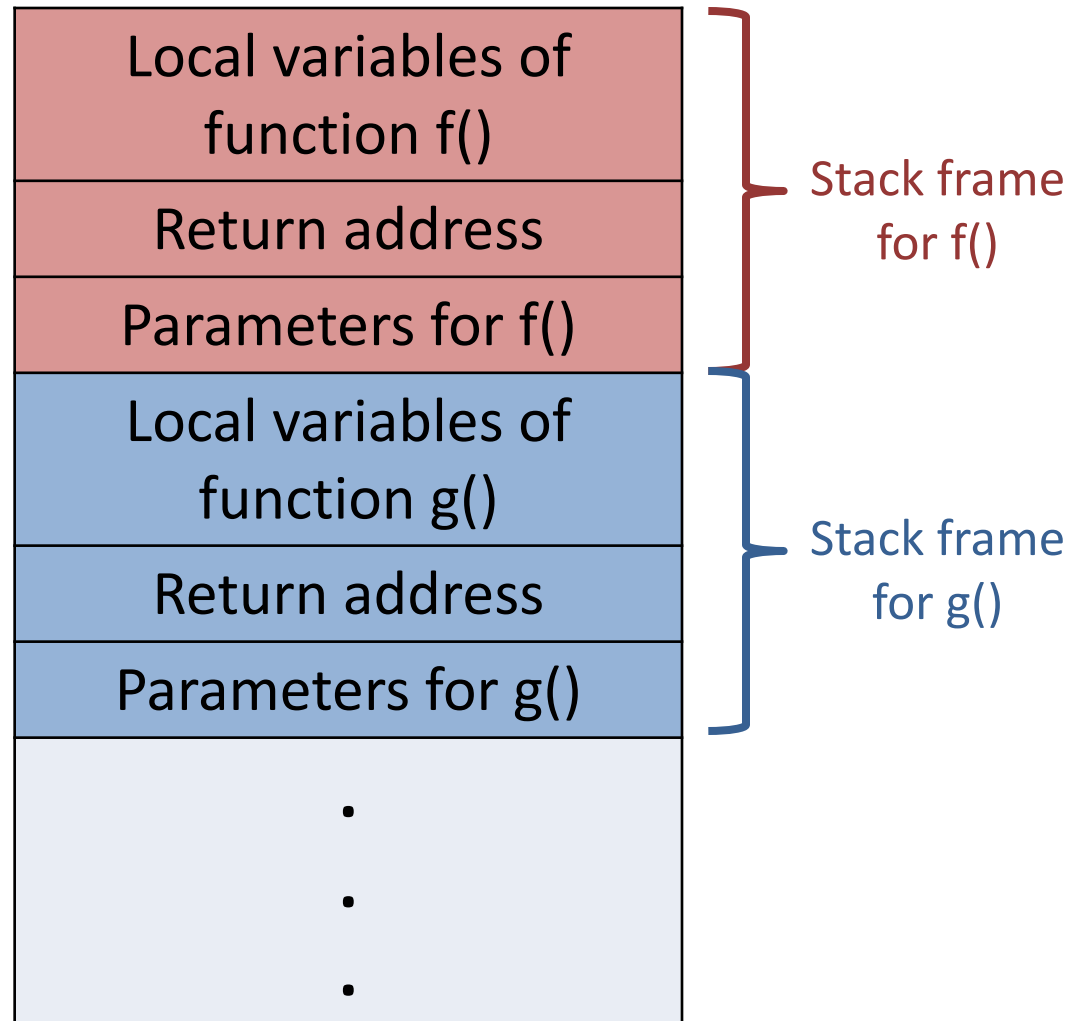 Local variables of
function f()
Return address
Parameters for f()
Stack frame
for f()
Local variables of
function g()
Return address
Parameters for g()
Stack frame
for g()
.
.
.